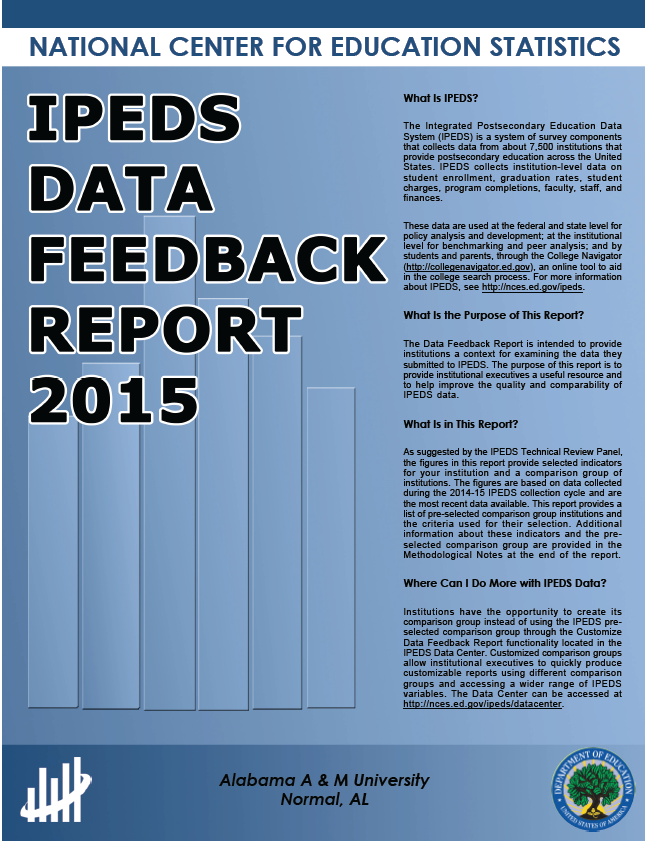 NATIONAL CENTER FOR EDUCATION STATISTICS
IPEDS
DATA
FEEDBACK
REPORT
2015
What Is IPEDS?
The Integrated Postsecondary Education Data
System (IPEDS) is a system of survey components
that collects data from about 7,500 institutions that
provide postsecondary education across the United
States. IPEDS collects institution-level data on
student enrollment, graduation rates, student
charges, program completions, faculty, staff, and
finances.
These data are used at the federal and state level for
policy analysis and development; at the institutional
level for benchmarking and peer analysis; and by
students and parents, through the College Navigator
(http://collegenavigator.ed.gov), an online tool to aid
in the college search process. For more information
about IPEDS, see http://nces.ed.gov/ipeds.
What Is the Purpose of This Report?
The Data Feedback Report is intended to provide
institutions a context for examining the data they
submitted to IPEDS. The purpose of this report is to
provide institutional executives a useful resource and
to help improve the quality and comparability of
IPEDS data.
What Is in This Report?
As suggested by the IPEDS Technical Review Panel,
the figures in this report provide selected indicators
for your institution and a comparison group of
institutions. The figures are based on data collected
during the 2014-15 IPEDS collection cycle and are
the most recent data available. This report provides a
list of pre-selected comparison group institutions and
the criteria used for their selection. Additional
information about these indicators and the pre-
selected comparison group are provided in the
Methodological Notes at the end of the report.
Where Can I Do More with IPEDS Data?
Institutions have the opportunity to create its
comparison group instead of using the IPEDS pre-
selected comparison group through the Customize
Data Feedback Report functionality located in the
IPEDS Data Center. Customized comparison groups
allow institutional executives to quickly produce
customizable reports using different comparison
groups and accessing a wider range of IPEDS
variables. The Data Center can be accessed at
http://nces.ed.gov/ipeds/datacenter.
Alabama A & M University
Normal, AL
DEPARTMENT OF EDUCATION
UNITED STATES OF AMERICA